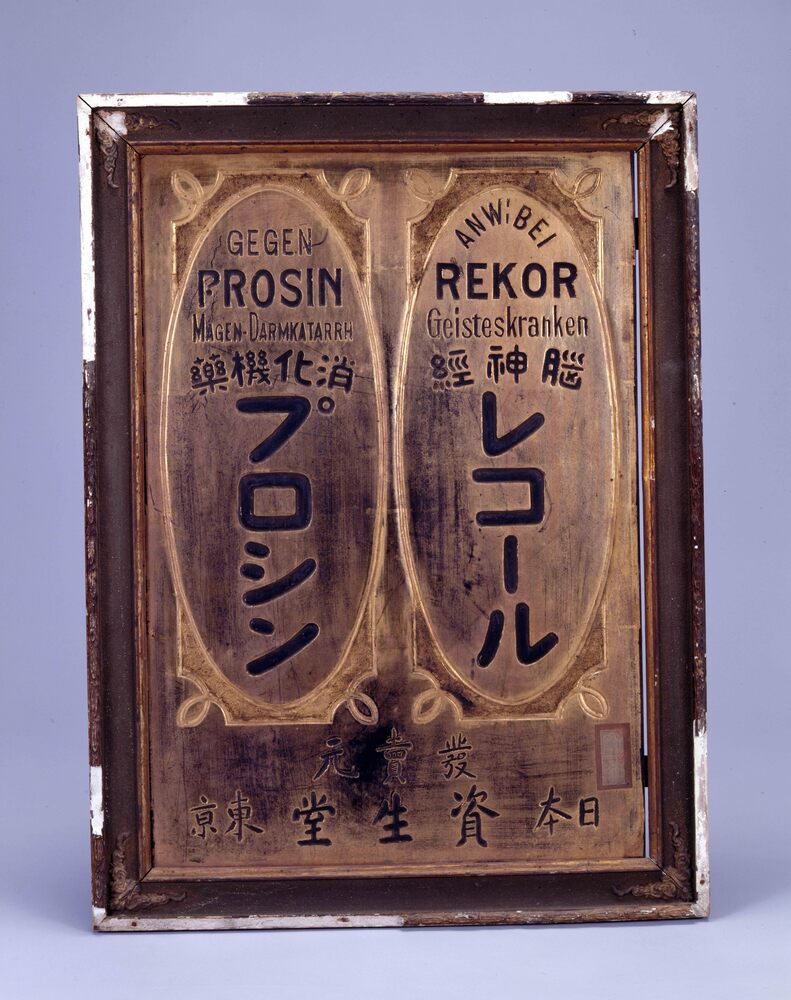 ANWiBEI
REKOR
Geisteskranken
腦神經
レコール
GEGEN
PROSIN
MAGEN-DARMKATARRH
消化機藥
プロシン
發賣元
日本 資生堂 東京